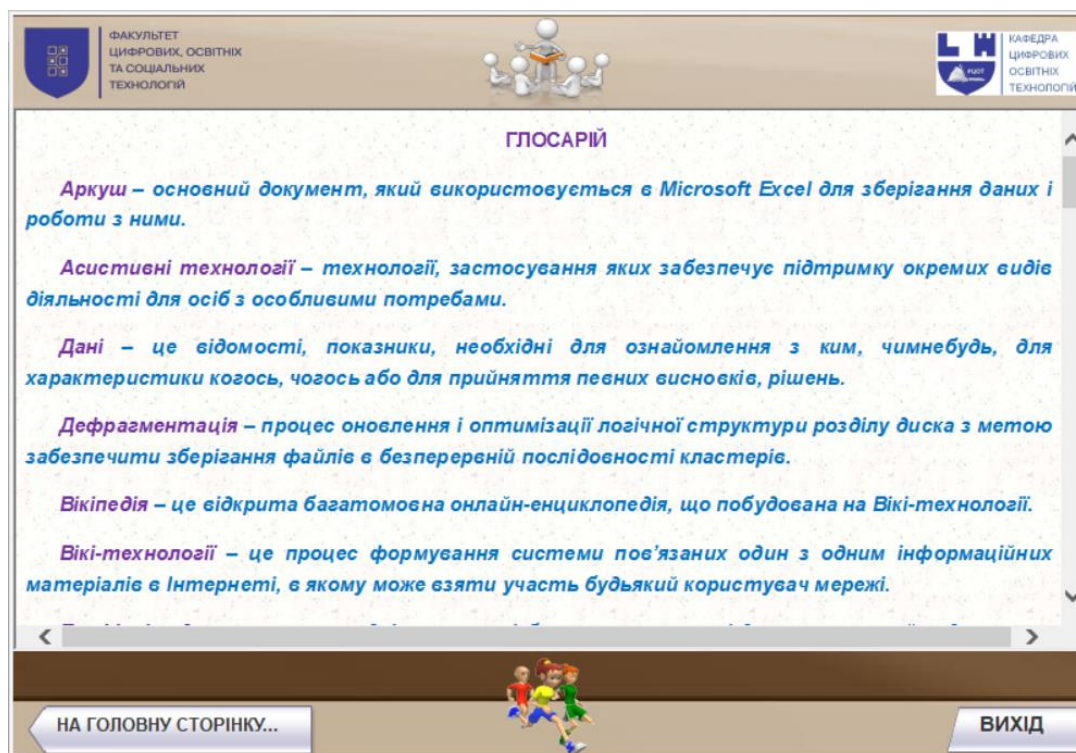 ФАКУЛЬТЕТ
ЦИФРОВИХ, ОСВІТНІХ
ТА СОЦІАЛЬНИХ
ТЕХНОЛОГІЙ
КАФЕДРА
ЦИФРОВИХ
ОСВІТНІХ
ТЕХНОЛОГІЙ
ГЛОСАРІЙ
Аркуш – основний документ, який використовується в Microsoft Excel для зберігання даних і
роботи з ними.
Асистивні технології – технології, застосування яких забезпечує підтримку окремих видів
діяльності для осіб з особливими потребами.
Дані – це відомості, показники, необхідні для ознайомлення з ким, чимнебудь, для
характеристики когось, чогось або для прийняття певних висновків, рішень.
Дефрагментація – процес оновлення і оптимізації логічної структури розділу диска з метою
забезпечити зберігання файлів в безперервній послідовності кластерів.
Вікіпедія – це відкрита багатомовна онлайн-енциклопедія, що побудована на Вікі-технології.
Вікі-технології – це процес формування системи пов’язаних один з одним інформаційних
матеріалів в Інтернеті, в якому може взяти участь будьякий користувач мережі.
НА ГОЛОВНУ СТОРІНКУ...
ВИХІД